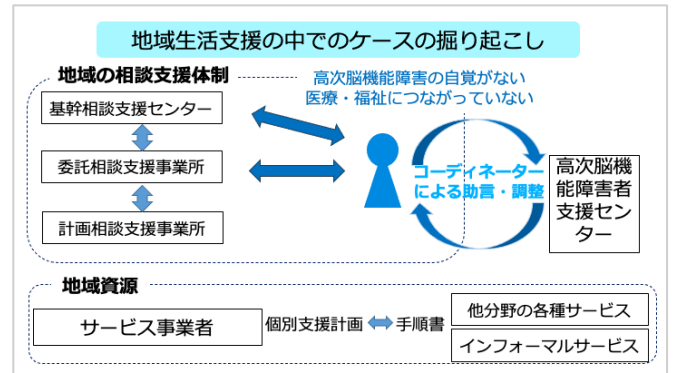 地域生活支援の中でのケースの掘り起こし
地域の相談支援体制
高次脳機能障害の自覚がない
医療・福祉につながっていない
基幹相談支援センター
委託相談支援事業所
計画相談支援事業所
コーディネーター
による助言・調整
高次脳機
能障害者
支援セン
ター
地域資源
サービス事業者
個別支援計画
手順書
他分野の各種サービス
インフォーマルサービス